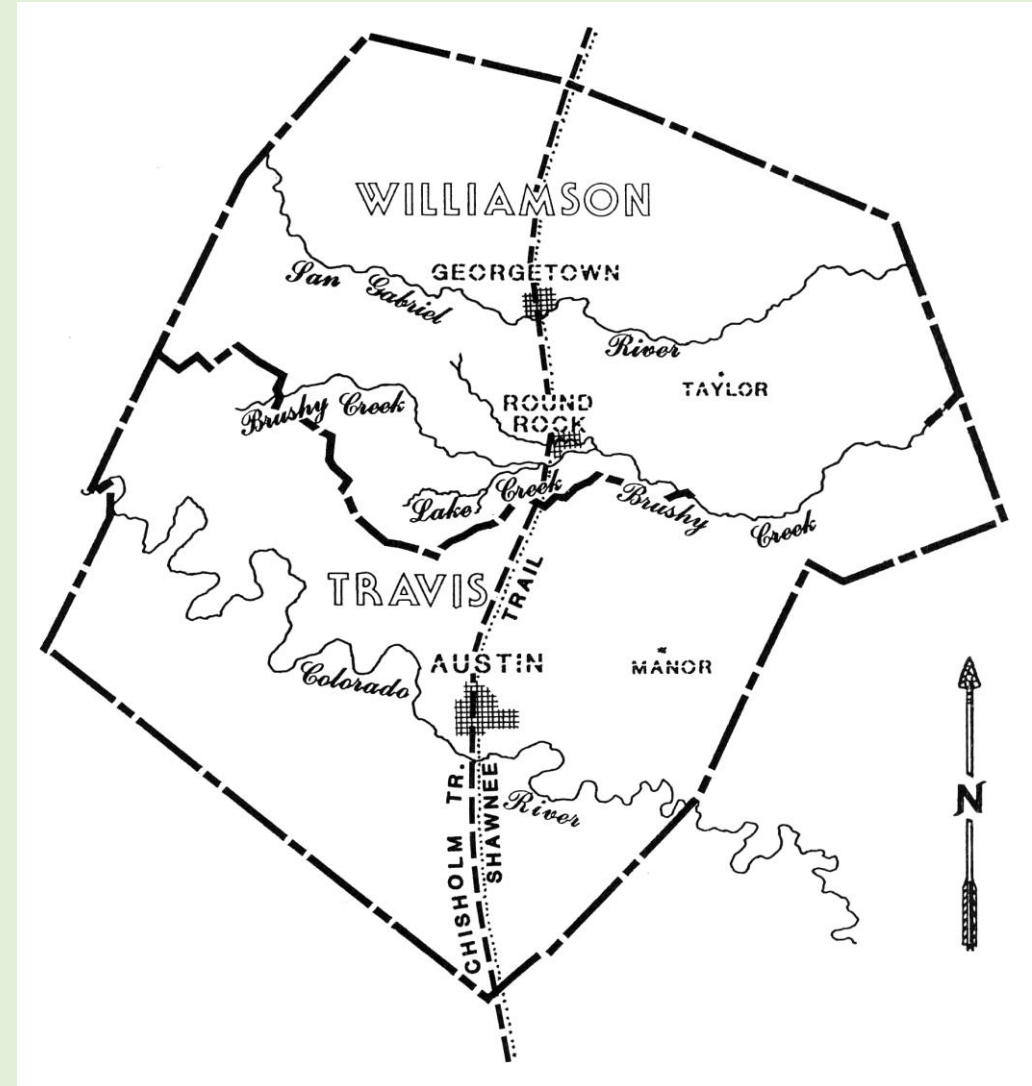 WILLIAMSON
GEORGETOWN
San Gabriel River
TAYLOR
ROUND
ROCK
Brushy Creek
Lake Creek
Brushy Creek
TRAVIS
TRAIL
AUSTIN
MANOR
Colorado River
CHISHOLM TR.
SHAWNEE
N